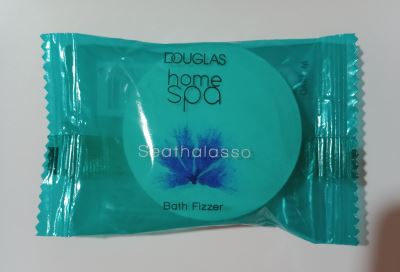 DOUGLAS
home
spa
Seathalasso
Bath Fizzer